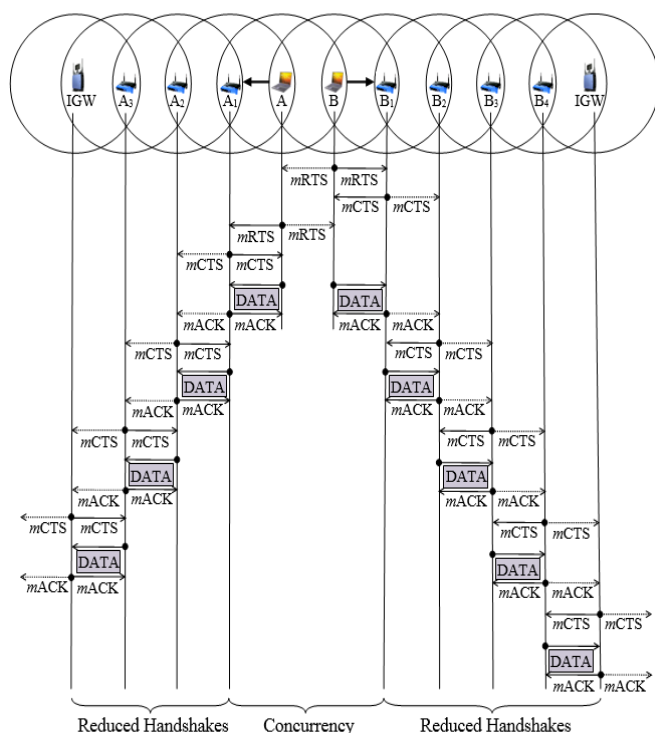 IGW A3 A2 A1 A B B1 B2 B3 B4 IGW
mRTS mRTS
mCTS mCTS
mRTS mRTS
mCTS mCTS
DATA DATA
mACK mACK mACK mACK
mCTS mCTS mCTS mCTS
DATA DATA
mACK mACK mACK mACK
mCTS mCTS mCTS mCTS
DATA DATA
mACK mACK mACK mACK
mCTS mCTS mCTS mCTS
DATA DATA
mACK mACK mACK mACK
mCTS mCTS
DATA
mACK mACK
Reduced Handshakes Concurrency Reduced Handshakes